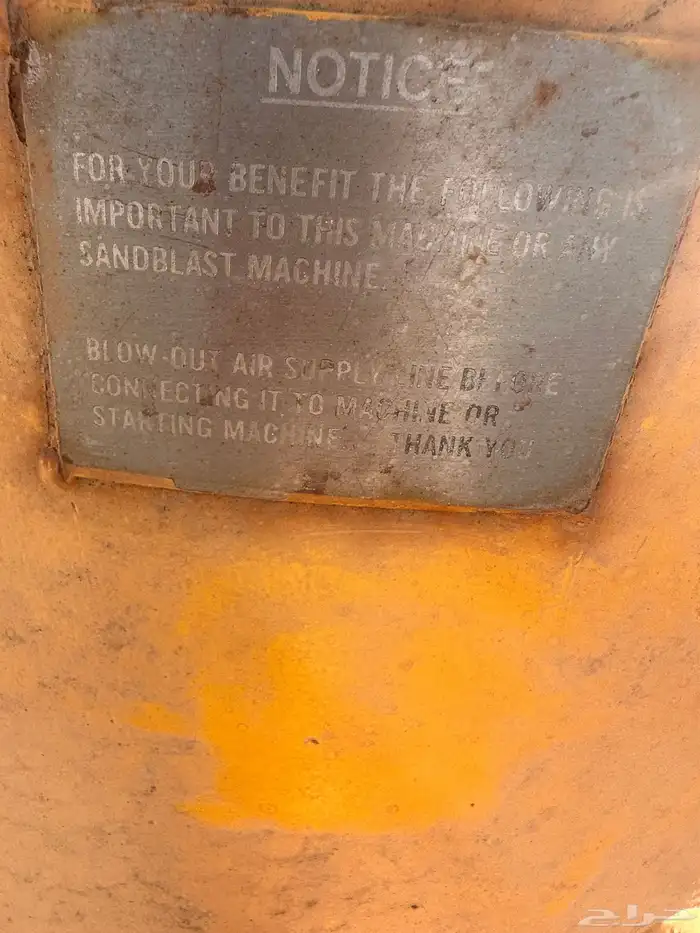 NOTICE
FOR YOUR BENEFIT THE FOLLOWING IS
IMPORTANT TO THIS MACHINE OR ANY
SANDBLAST MACHINE.
BLOW-OUT AIR SUPPLY LINE BEFORE
CONNECTING IT TO MACHINE OR
STARTING MACHINE. THANK YOU
حراج